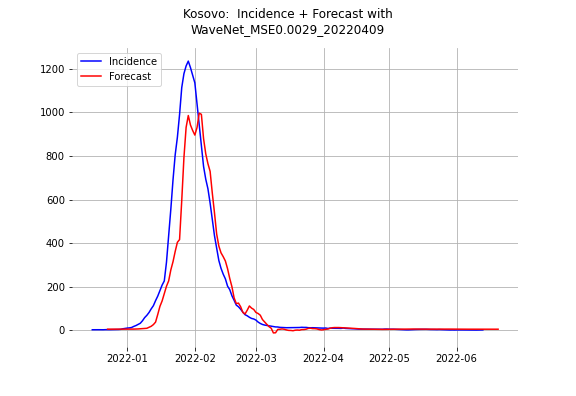 Kosovo:  Incidence + Forecast with
WaveNet_MSE0.0029_20220409
Incidence
Forecast
1200
1000
800
600
400
200
0
2022-01 2022-02 2022-03 2022-04 2022-05 2022-06